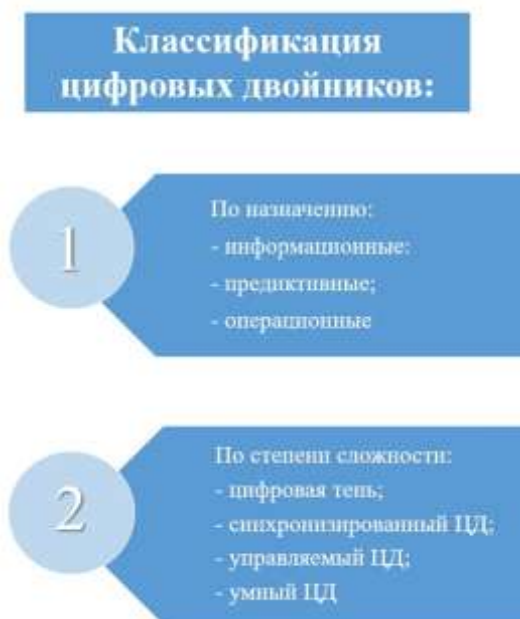 Классификация
цифровых двойников:
1
По назначению:
- информационные:
- предиктивные;
- операционные
2
По степени сложности:
- цифровая тень;
- синхронизированный ЦД;
- управляемый ЦД;
- умный ЦД